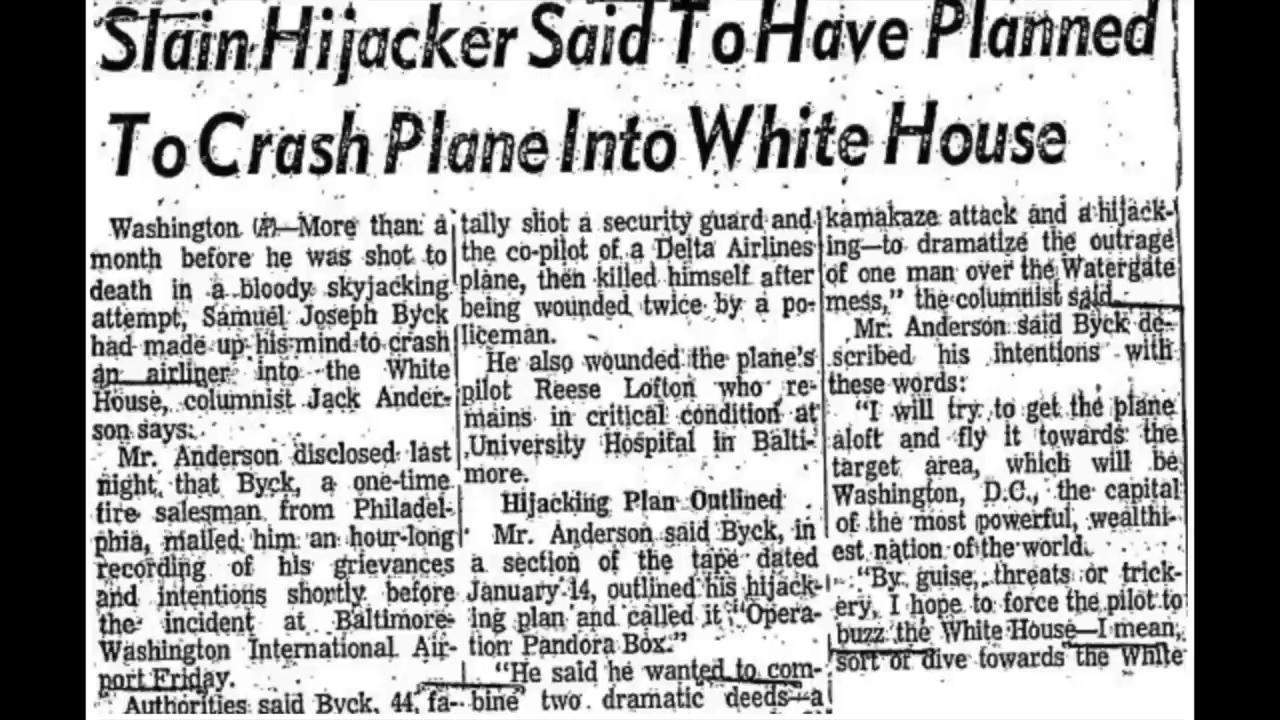 Slain Hijacker Said To Have Planned
To Crash Plane Into White House
Washington (AP)—More than a
month before he was shot to
death in a bloody skyjacking
attempt, Samuel Joseph Byck
had made up his mind to crash
an airliner into the White
House, columnist Jack Ander-
son says.
Mr. Anderson disclosed last
night that Byck, a one-time
tire salesman from Philadel-
phia, mailed him an hour-long
recording of his grievances
and intentions shortly before
the incident at Baltimore-
Washington International Air-
port Friday.
Authorities said Byck, 44, fa-
tally shot a security guard and
the co-pilot of a Delta Airlines
plane, then killed himself after
being wounded twice by a po-
liceman.
He also wounded the plane's
pilot Reese Lofton who re-
mains in critical condition at
University Hospital in Balti-
more.
Hijacking Plan Outlined
Mr. Anderson said Byck, in
a section of the tape dated
January 14, outlined his hijack-
ing plan and called it "Opera-
tion Pandora Box."
"He said he wanted to com-
bine two dramatic deeds—a
kamakaze attack and a hijack-
ing—to dramatize the outrage
of one man over the Watergate
mess," the columnist said.
Mr. Anderson said Byck de-
scribed his intentions with
these words:
"I will try to get the plane
aloft and fly it towards the
target area, which will be
Washington, D.C., the capital
of the most powerful, wealthi-
est nation of the world.
"By guise, threats or trick-
ery, I hope to force the pilot to
buzz the White House—I mean,
sort of dive towards the White